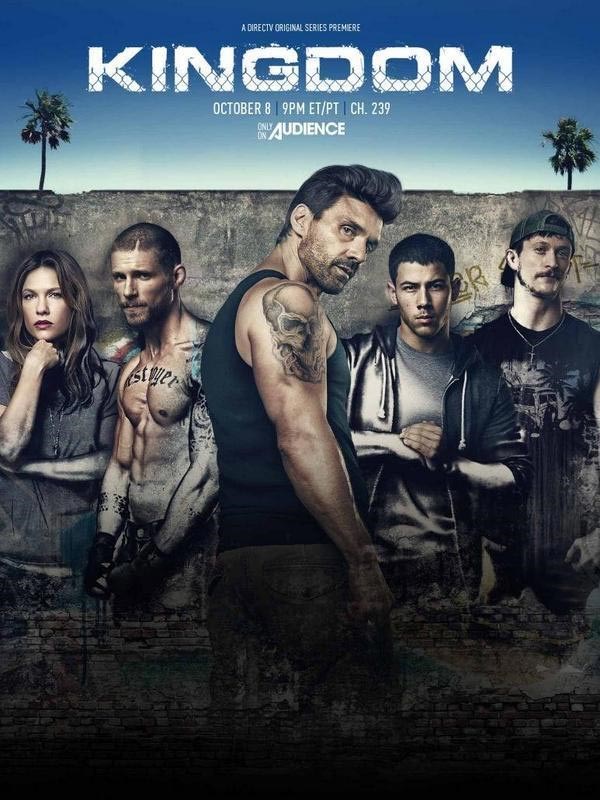 A DIRECTV ORIGINAL SERIES PREMIERE
KINGDOM
OCTOBER 8 | 9PM ET/PT | CH. 239
ONLY ON AUDIENCE